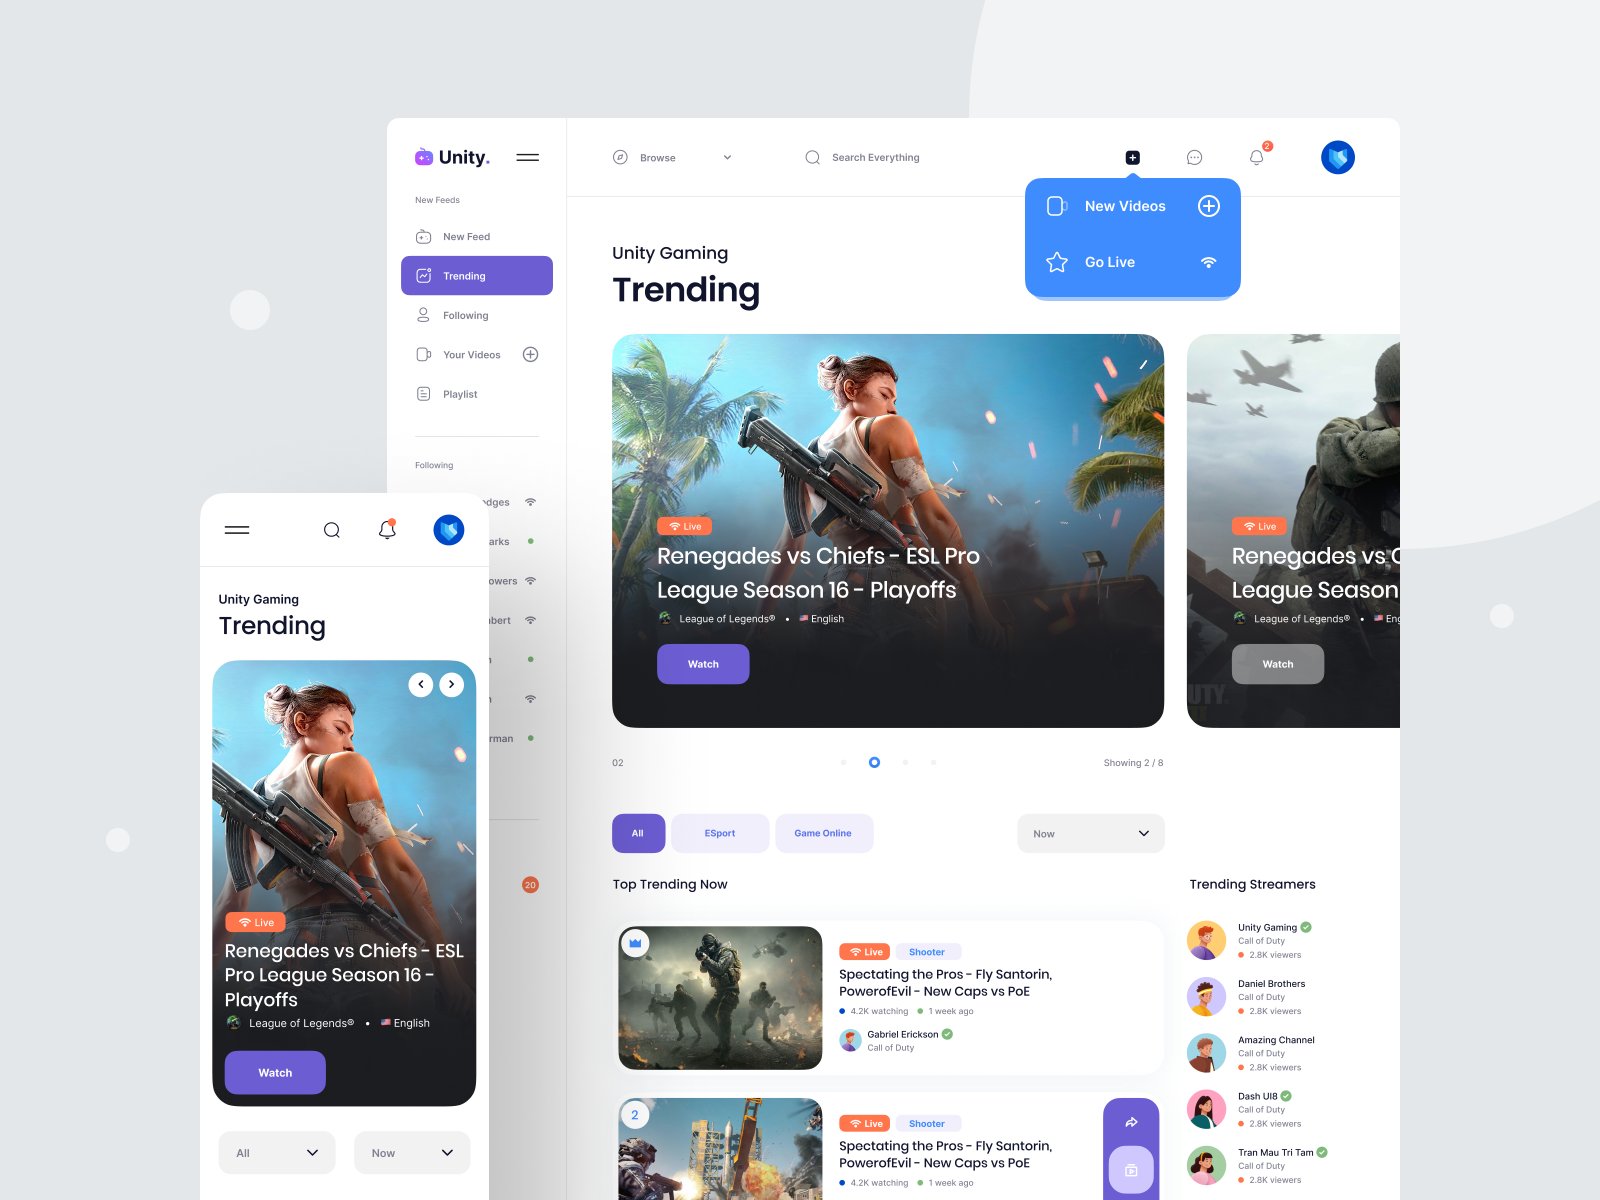 Unity.
Browse
Search Everything
2
New Feeds
New Feed
Trending
Following
Your Videos
Playlist
Following
edges
arks
owers
bert
n
n
rman
20
New Videos
Go Live
Unity Gaming
Trending
Live
Renegades vs Chiefs - ESL Pro
League Season 16 - Playoffs
League of Legends® • English
Watch
Live
Renegades vs C
League Season
League of Legends® • Eng
Watch
UTY
02
Showing 2 / 8
All
ESport
Game Online
Now
Top Trending Now
Live
Shooter
Spectating the Pros - Fly Santorin,
PowerofEvil - New Caps vs PoE
4.2K watching
1 week ago
Gabriel Erickson
Call of Duty
2
Live
Shooter
Spectating the Pros - Fly Santorin,
PowerofEvil - New Caps vs PoE
4.2K watching
1 week ago
Trending Streamers
Unity Gaming
Call of Duty
2.8K viewers
Daniel Brothers
Call of Duty
2.8K viewers
Amazing Channel
Call of Duty
2.8K viewers
Dash UI8
Call of Duty
2.8K viewers
Tran Mau Tri Tam
Call of Duty
2.8K viewers
Unity Gaming
Trending
Live
Renegades vs Chiefs - ESL
Pro League Season 16 -
Playoffs
League of Legends® • English
Watch
All
Now